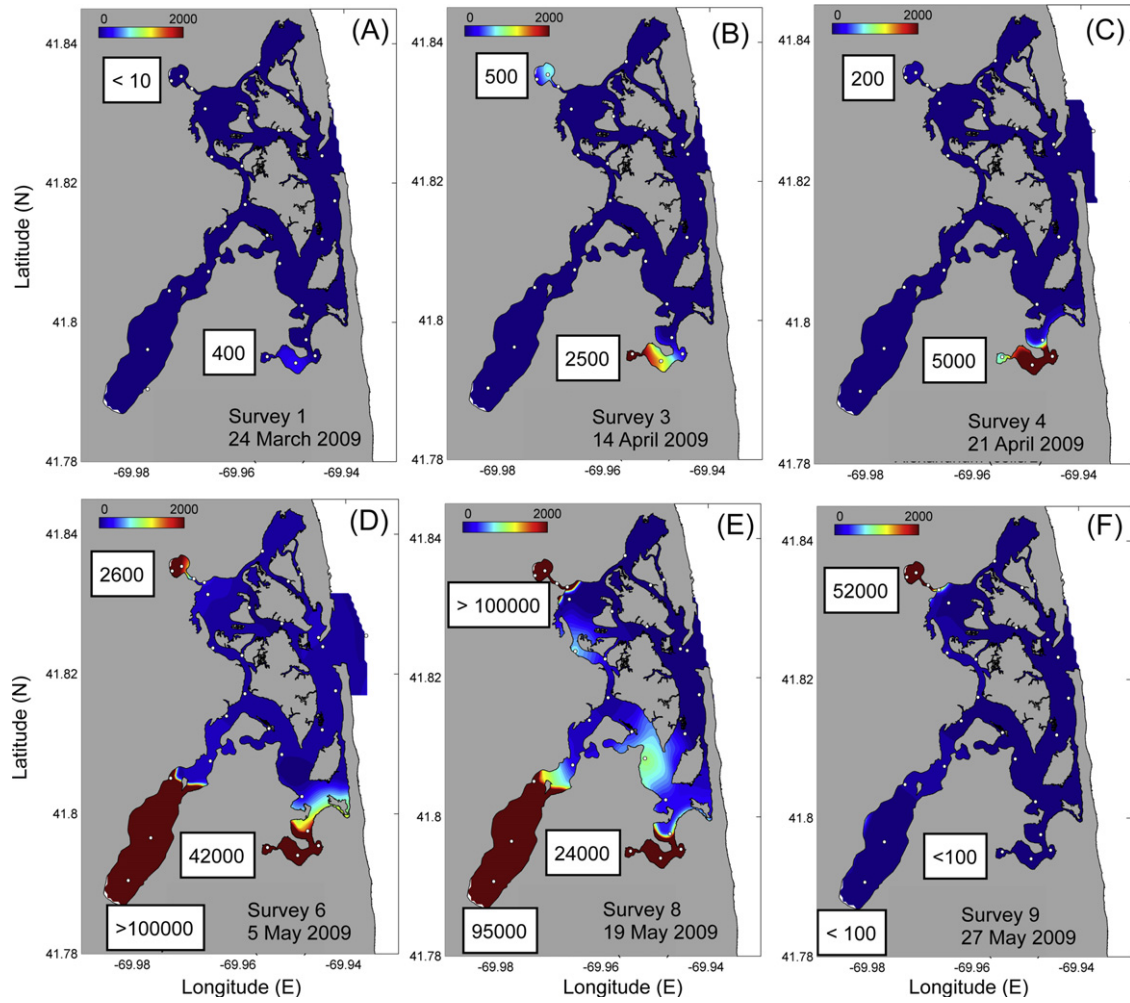 0 2000 (A)
41.84
< 10
41.82
Latitude (N)
41.8
400
Survey 1
24 March 2009
41.78
-69.98 -69.96 -69.94
0 2000 (B)
41.84
500
41.82
41.8
2500
Survey 3
14 April 2009
41.78
-69.98 -69.96 -69.94
0 2000 (C)
41.84
200
41.82
41.8
5000
Survey 4
21 April 2009
41.78
-69.98 -69.96 -69.94
0 2000 (D)
41.84
2600
41.82
Latitude (N)
41.8
42000
>100000
Survey 6
5 May 2009
41.78
-69.98 -69.96 -69.94
Longitude (E)
0 2000 (E)
41.84
> 100000
41.82
41.8
24000
95000
Survey 8
19 May 2009
41.78
-69.98 -69.96 -69.94
Longitude (E)
0 2000 (F)
41.84
52000
41.82
41.8
<100
< 100
Survey 9
27 May 2009
41.78
-69.98 -69.96 -69.94
Longitude (E)